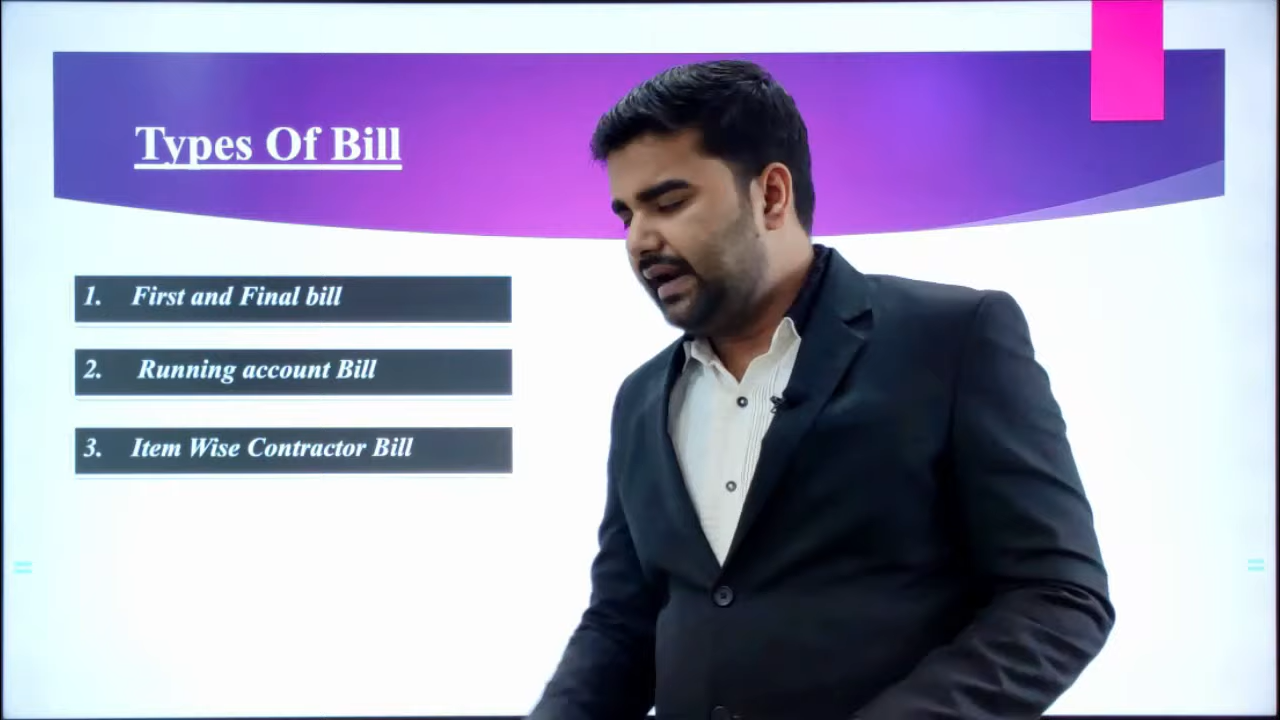 Types Of Bill
1. First and Final bill
2. Running account Bill
3. Item Wise Contractor Bill